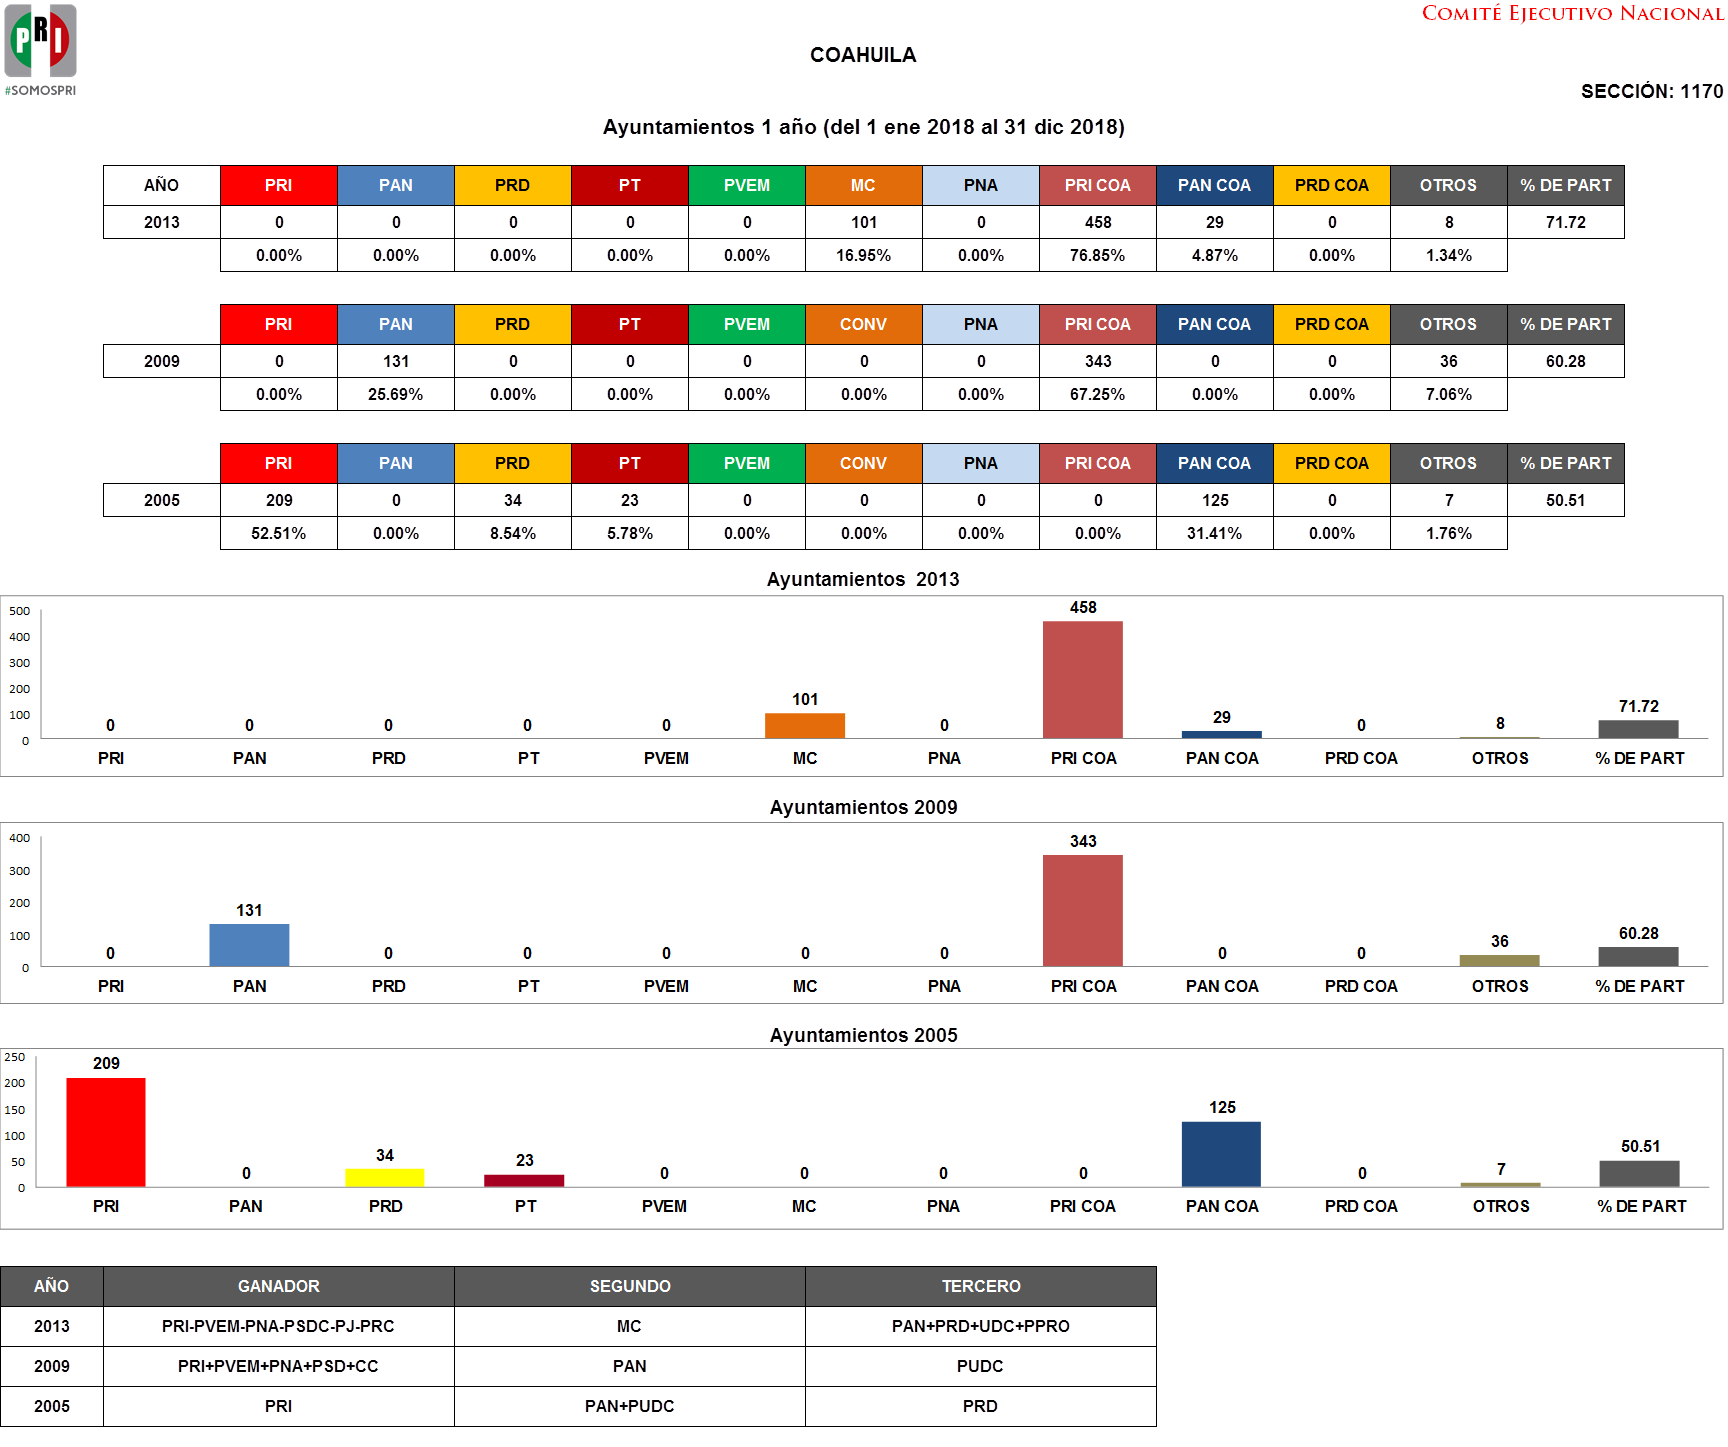 COMITÉ EJECUTIVO NACIONAL
PRI
#SOMOSPRI
COAHUILA
SECCIÓN: 1170
Ayuntamientos 1 año (del 1 ene 2018 al 31 dic 2018)
AÑO PRI PAN PRD PT PVEM MC PNA PRI COA PAN COA PRD COA OTROS % DE PART
2013 0 0 0 0 0 101 0 458 29 0 8 71.72
0.00% 0.00% 0.00% 0.00% 0.00% 16.95% 0.00% 76.85% 4.87% 0.00% 1.34%
PRI PAN PRD PT PVEM CONV PNA PRI COA PAN COA PRD COA OTROS % DE PART
2009 0 131 0 0 0 0 0 343 0 0 36 60.28
0.00% 25.69% 0.00% 0.00% 0.00% 0.00% 0.00% 67.25% 0.00% 0.00% 7.06%
PRI PAN PRD PT PVEM CONV PNA PRI COA PAN COA PRD COA OTROS % DE PART
2005 209 0 34 23 0 0 0 0 125 0 7 50.51
52.51% 0.00% 8.54% 5.78% 0.00% 0.00% 0.00% 0.00% 31.41% 0.00% 1.76%
Ayuntamientos 2013
500
400
300
200
100
0
0 0 0 0 0 101 0 458 29 0 8 71.72
PRI PAN PRD PT PVEM MC PNA PRI COA PAN COA PRD COA OTROS % DE PART
Ayuntamientos 2009
400
300
200
100
0
0 131 0 0 0 0 0 343 0 0 36 60.28
PRI PAN PRD PT PVEM MC PNA PRI COA PAN COA PRD COA OTROS % DE PART
Ayuntamientos 2005
250
200
150
100
50
0
209 0 34 23 0 0 0 0 125 0 7 50.51
PRI PAN PRD PT PVEM MC PNA PRI COA PAN COA PRD COA OTROS % DE PART
AÑO GANADOR SEGUNDO TERCERO
2013 PRI-PVEM-PNA-PSDC-PJ-PRC MC PAN+PRD+UDC+PPRO
2009 PRI+PVEM+PNA+PSD+CC PAN PUDC
2005 PRI PAN+PUDC PRD